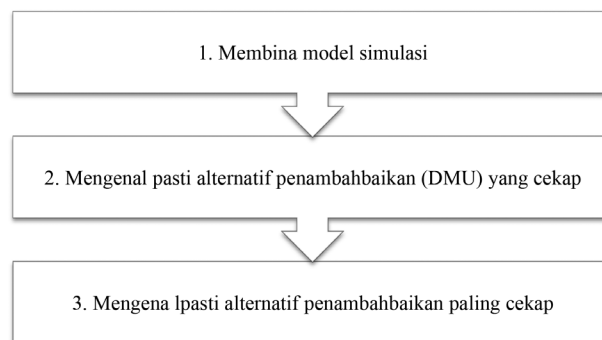 1. Membina model simulasi
2. Mengenal pasti alternatif penambahbaikan (DMU) yang cekap
3. Mengena lpasti alternatif penambahbaikan paling cekap